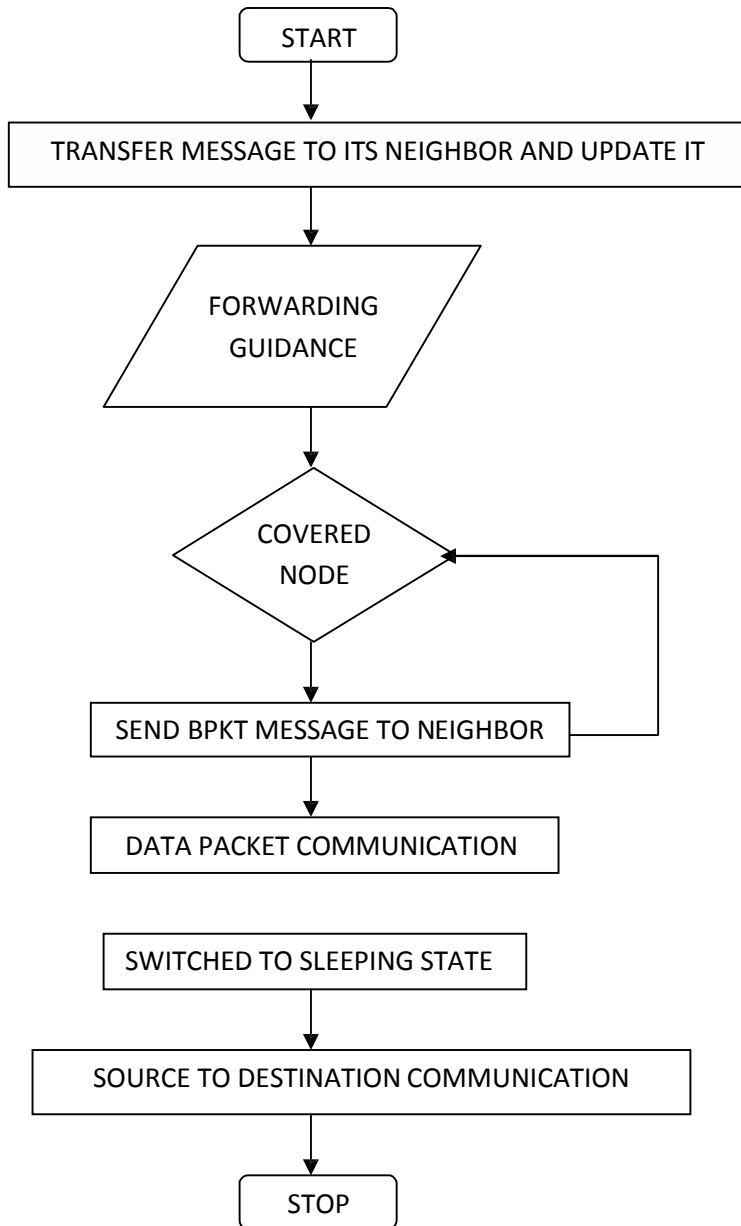 START
TRANSFER MESSAGE TO ITS NEIGHBOR AND UPDATE IT
FORWARDING
GUIDANCE
COVERED
NODE
SEND BPKT MESSAGE TO NEIGHBOR
DATA PACKET COMMUNICATION
SWITCHED TO SLEEPING STATE
SOURCE TO DESTINATION COMMUNICATION
STOP